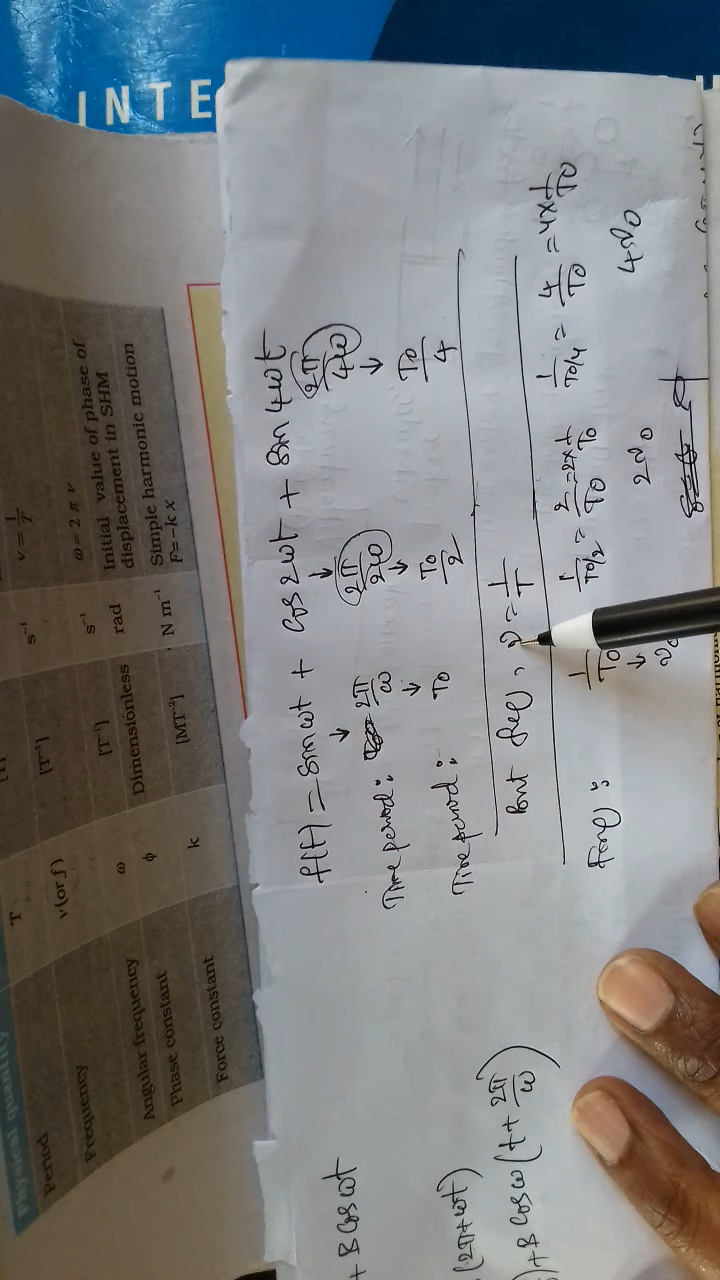 INTE
Physical quantity
Period T [T]
Frequency ν (or f) [T⁻¹] s⁻¹ ν = 1/T
Angular frequency ω [T⁻¹] s⁻¹ ω = 2 π ν
Phase constant ϕ Dimensionless rad Initial value of phase of
displacement in SHM
Force constant k [MT⁻²] N m⁻¹ Simple harmonic motion
F = – k x
f(t) = sin ωt + cos 2ωt + sin 4ωt
Time period: 2π/ω 2π/2ω 2π/4ω
Time period: T0 T0/2 T0/4
But freq, ν = 1/T
Freq: 1/T0 1/T0/2 = 2/T0 = 2×1/T0 1/T0/4 = 4/T0 = 4×1/T0
ν0 2ν0 4ν0
+ B cos ωt
(2π+ωt)
) + B cos ω(t + 2π/ω)